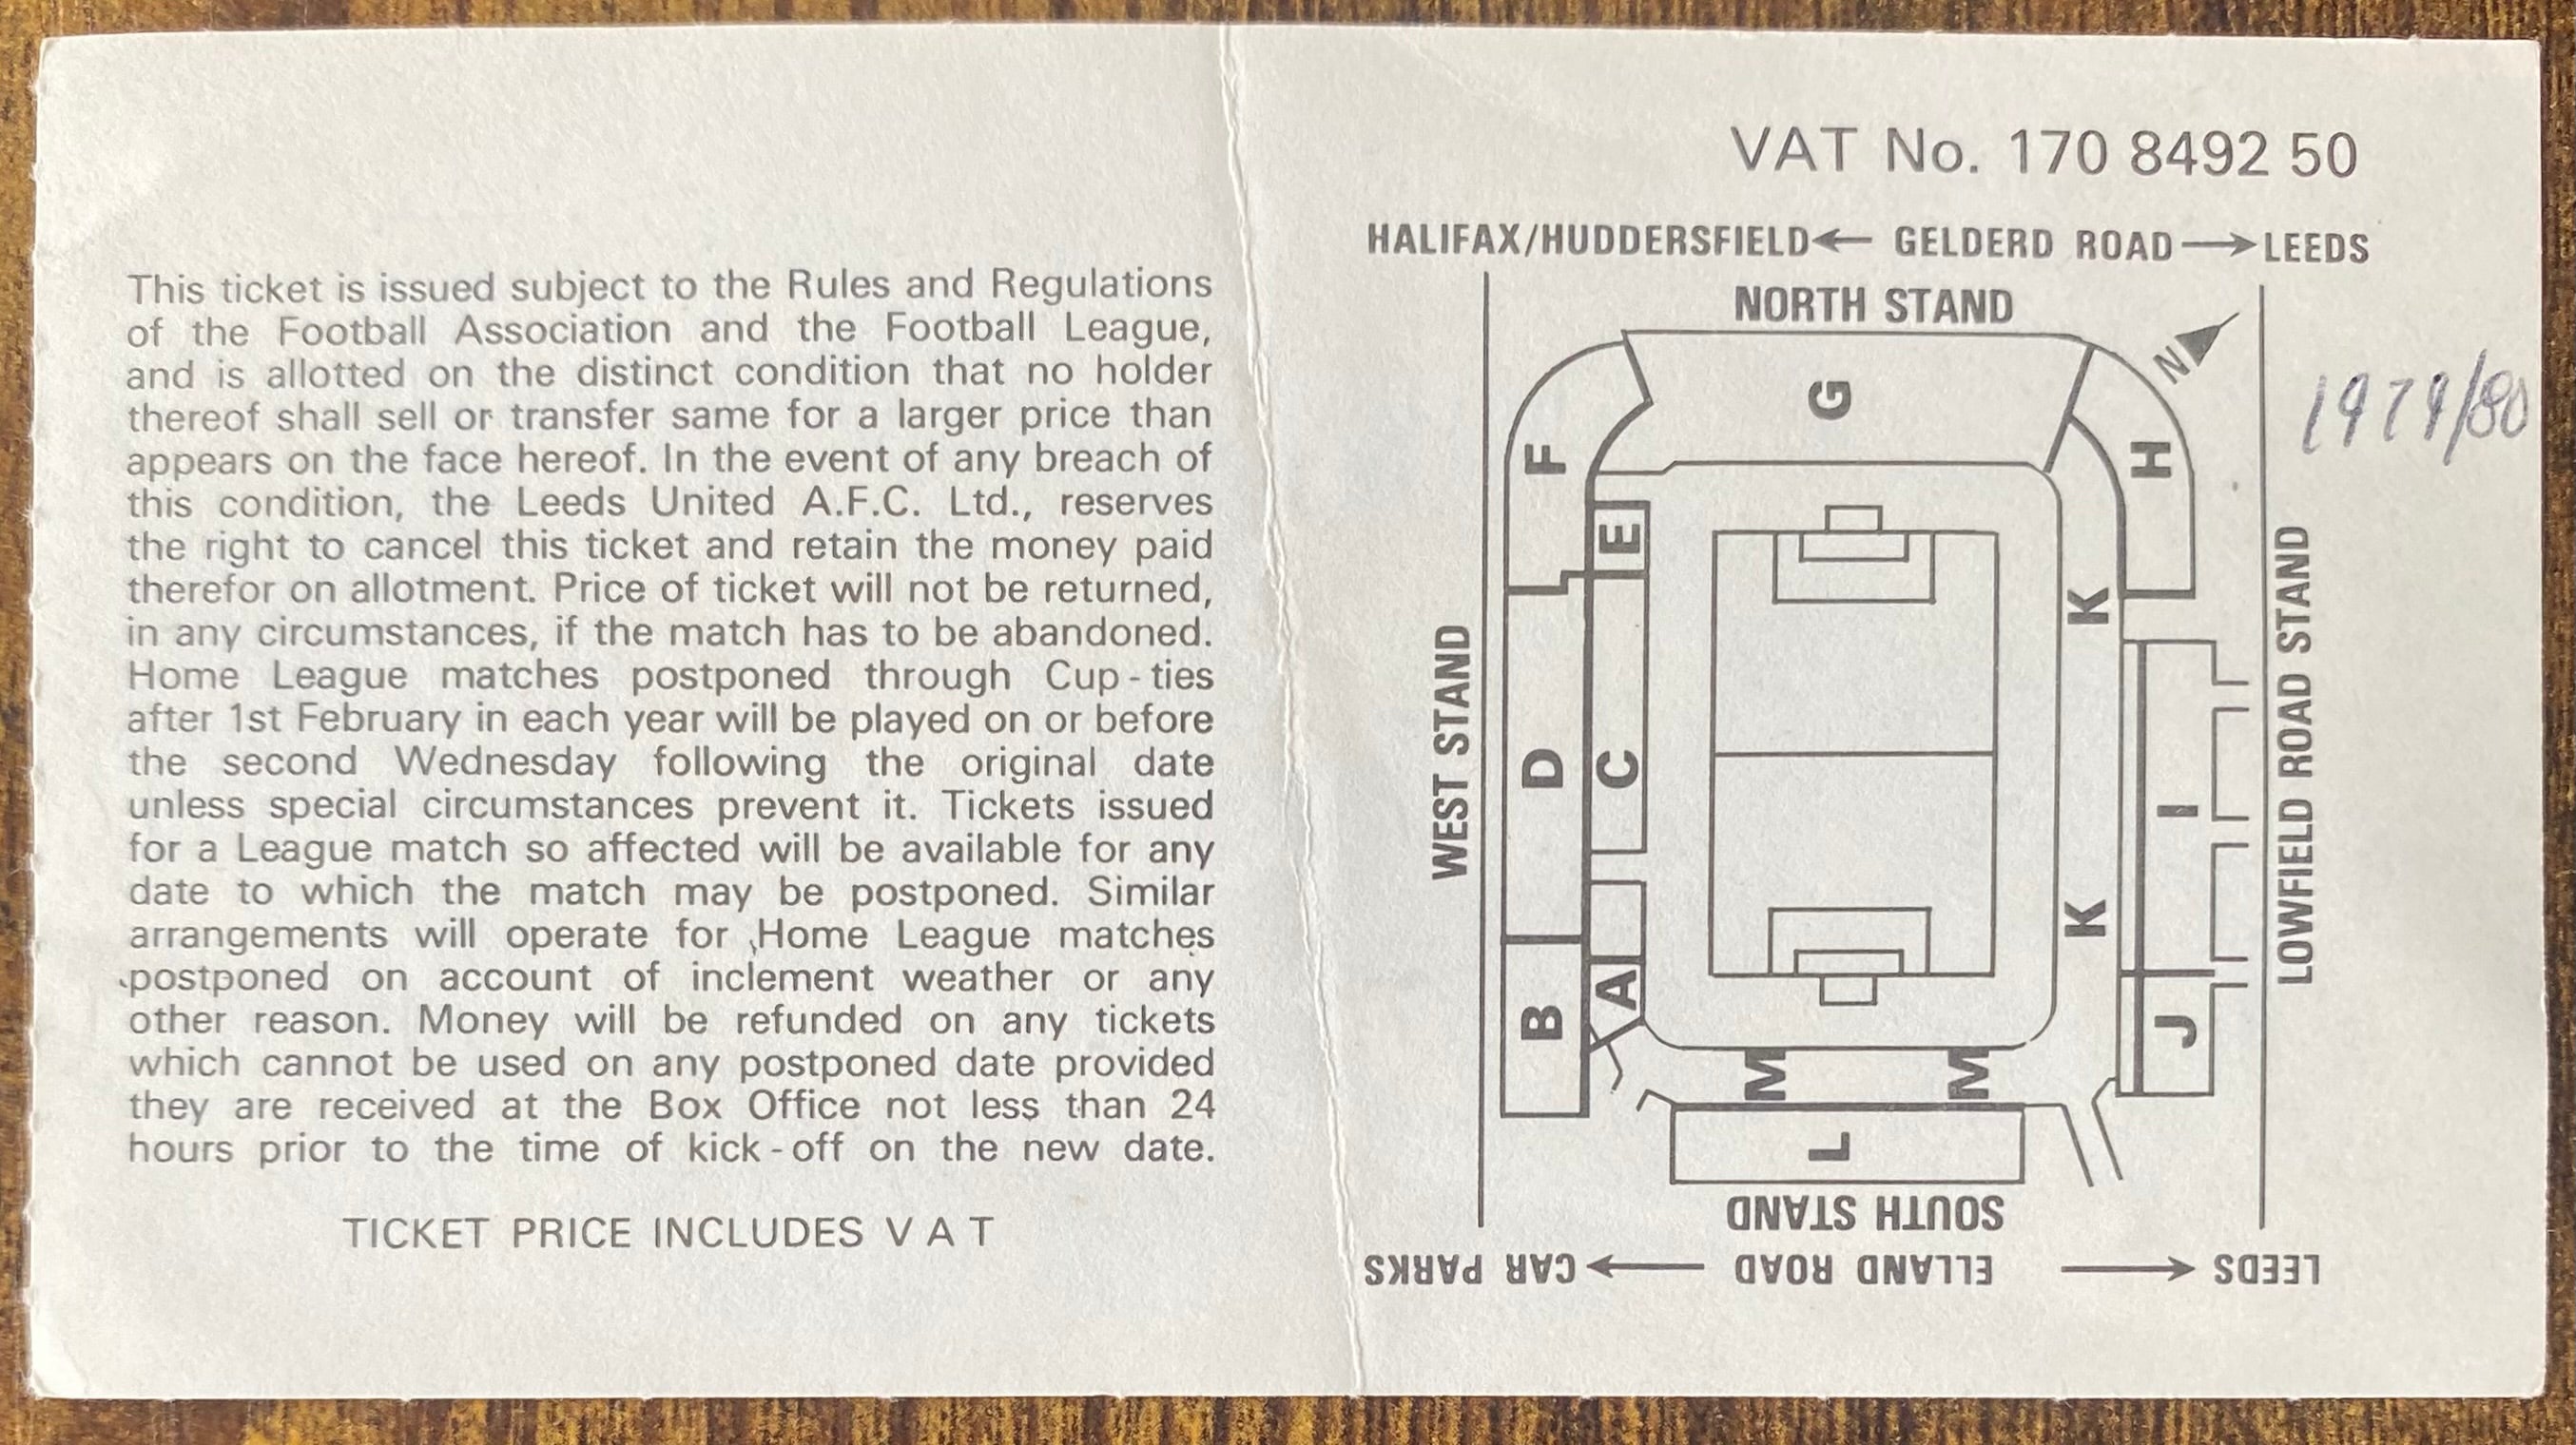 This ticket is issued subject to the Rules and Regulations
of the Football Association and the Football League,
and is allotted on the distinct condition that no holder
thereof shall sell or transfer same for a larger price than
appears on the face hereof. In the event of any breach of
this condition, the Leeds United A.F.C. Ltd., reserves
the right to cancel this ticket and retain the money paid
therefor on allotment. Price of ticket will not be returned,
in any circumstances, if the match has to be abandoned.
Home League matches postponed through Cup-ties
after 1st February in each year will be played on or before
the second Wednesday following the original date
unless special circumstances prevent it. Tickets issued
for a League match so affected will be available for any
date to which the match may be postponed. Similar
arrangements will operate for Home League matches
postponed on account of inclement weather or any
other reason. Money will be refunded on any tickets
which cannot be used on any postponed date provided
they are received at the Box Office not less than 24
hours prior to the time of kick-off on the new date.
TICKET PRICE INCLUDES V A T
VAT No. 170 8492 50
HALIFAX/HUDDERSFIELD ← GELDERD ROAD → LEEDS
NORTH STAND
N
1979/80
G
F
H
E
K
WEST STAND
LOWFIELD ROAD STAND
D
C
I
K
B
A
J
M
M
L
SOUTH STAND
CAR PARKS ← ELLAND ROAD → LEEDS